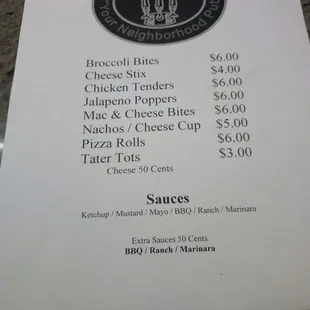 Your Neighborhood Pub
Broccoli Bites $6.00
Cheese Stix $4.00
Chicken Tenders $6.00
Jalapeno Poppers $6.00
Mac & Cheese Bites $6.00
Nachos / Cheese Cup $5.00
Pizza Rolls $6.00
Tater Tots $3.00
Cheese 50 Cents
Sauces
Ketchup / Mustard / Mayo / BBQ / Ranch / Marinara
Extra Sauces 50 Cents
BBQ / Ranch / Marinara